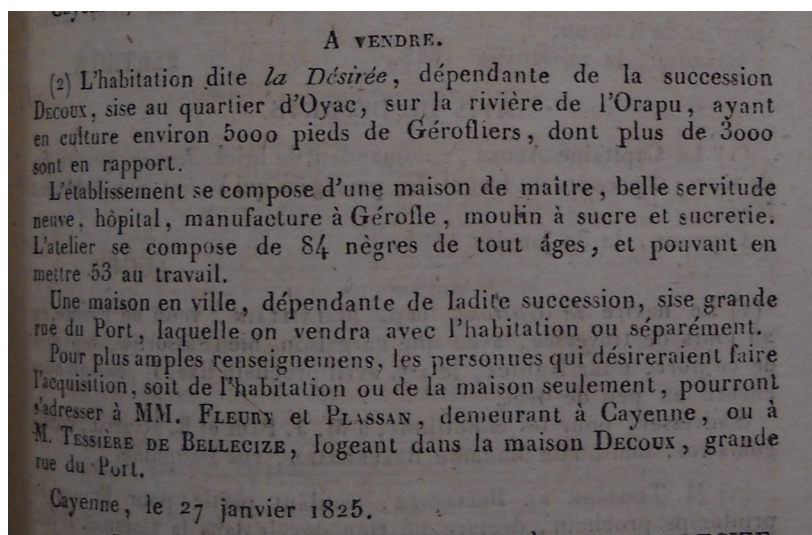 A VENDRE.
(2) L'habitation dite la Désirée, dépendante de la succession
DECOUX, sise au quartier d'Oyac, sur la rivière de l'Orapu, ayant
en culture environ 5000 pieds de Gérofliers, dont plus de 3000
sont en rapport.
L'établissement se compose d'une maison de maître, belle servitude
neuve, hôpital, manufacture à Gérofle, moulin à sucre et sucrerie.
L'atelier se compose de 84 nègres de tout âges, et pouvant en
mettre 53 au travail.
Une maison en ville, dépendante de ladite succession, sise grande
rue du Port, laquelle on vendra avec l'habitation ou séparément.
Pour plus amples renseignemens, les personnes qui désireraient faire
l'acquisition, soit de l'habitation ou de la maison seulement, pourront
s'adresser à MM. FLEURY et PLASSAN, demeurant à Cayenne, ou à
M. TESSIÈRE DE BELLECIZE, logeant dans la maison DECOUX, grande
rue du Port.
Cayenne, le 27 janvier 1825.